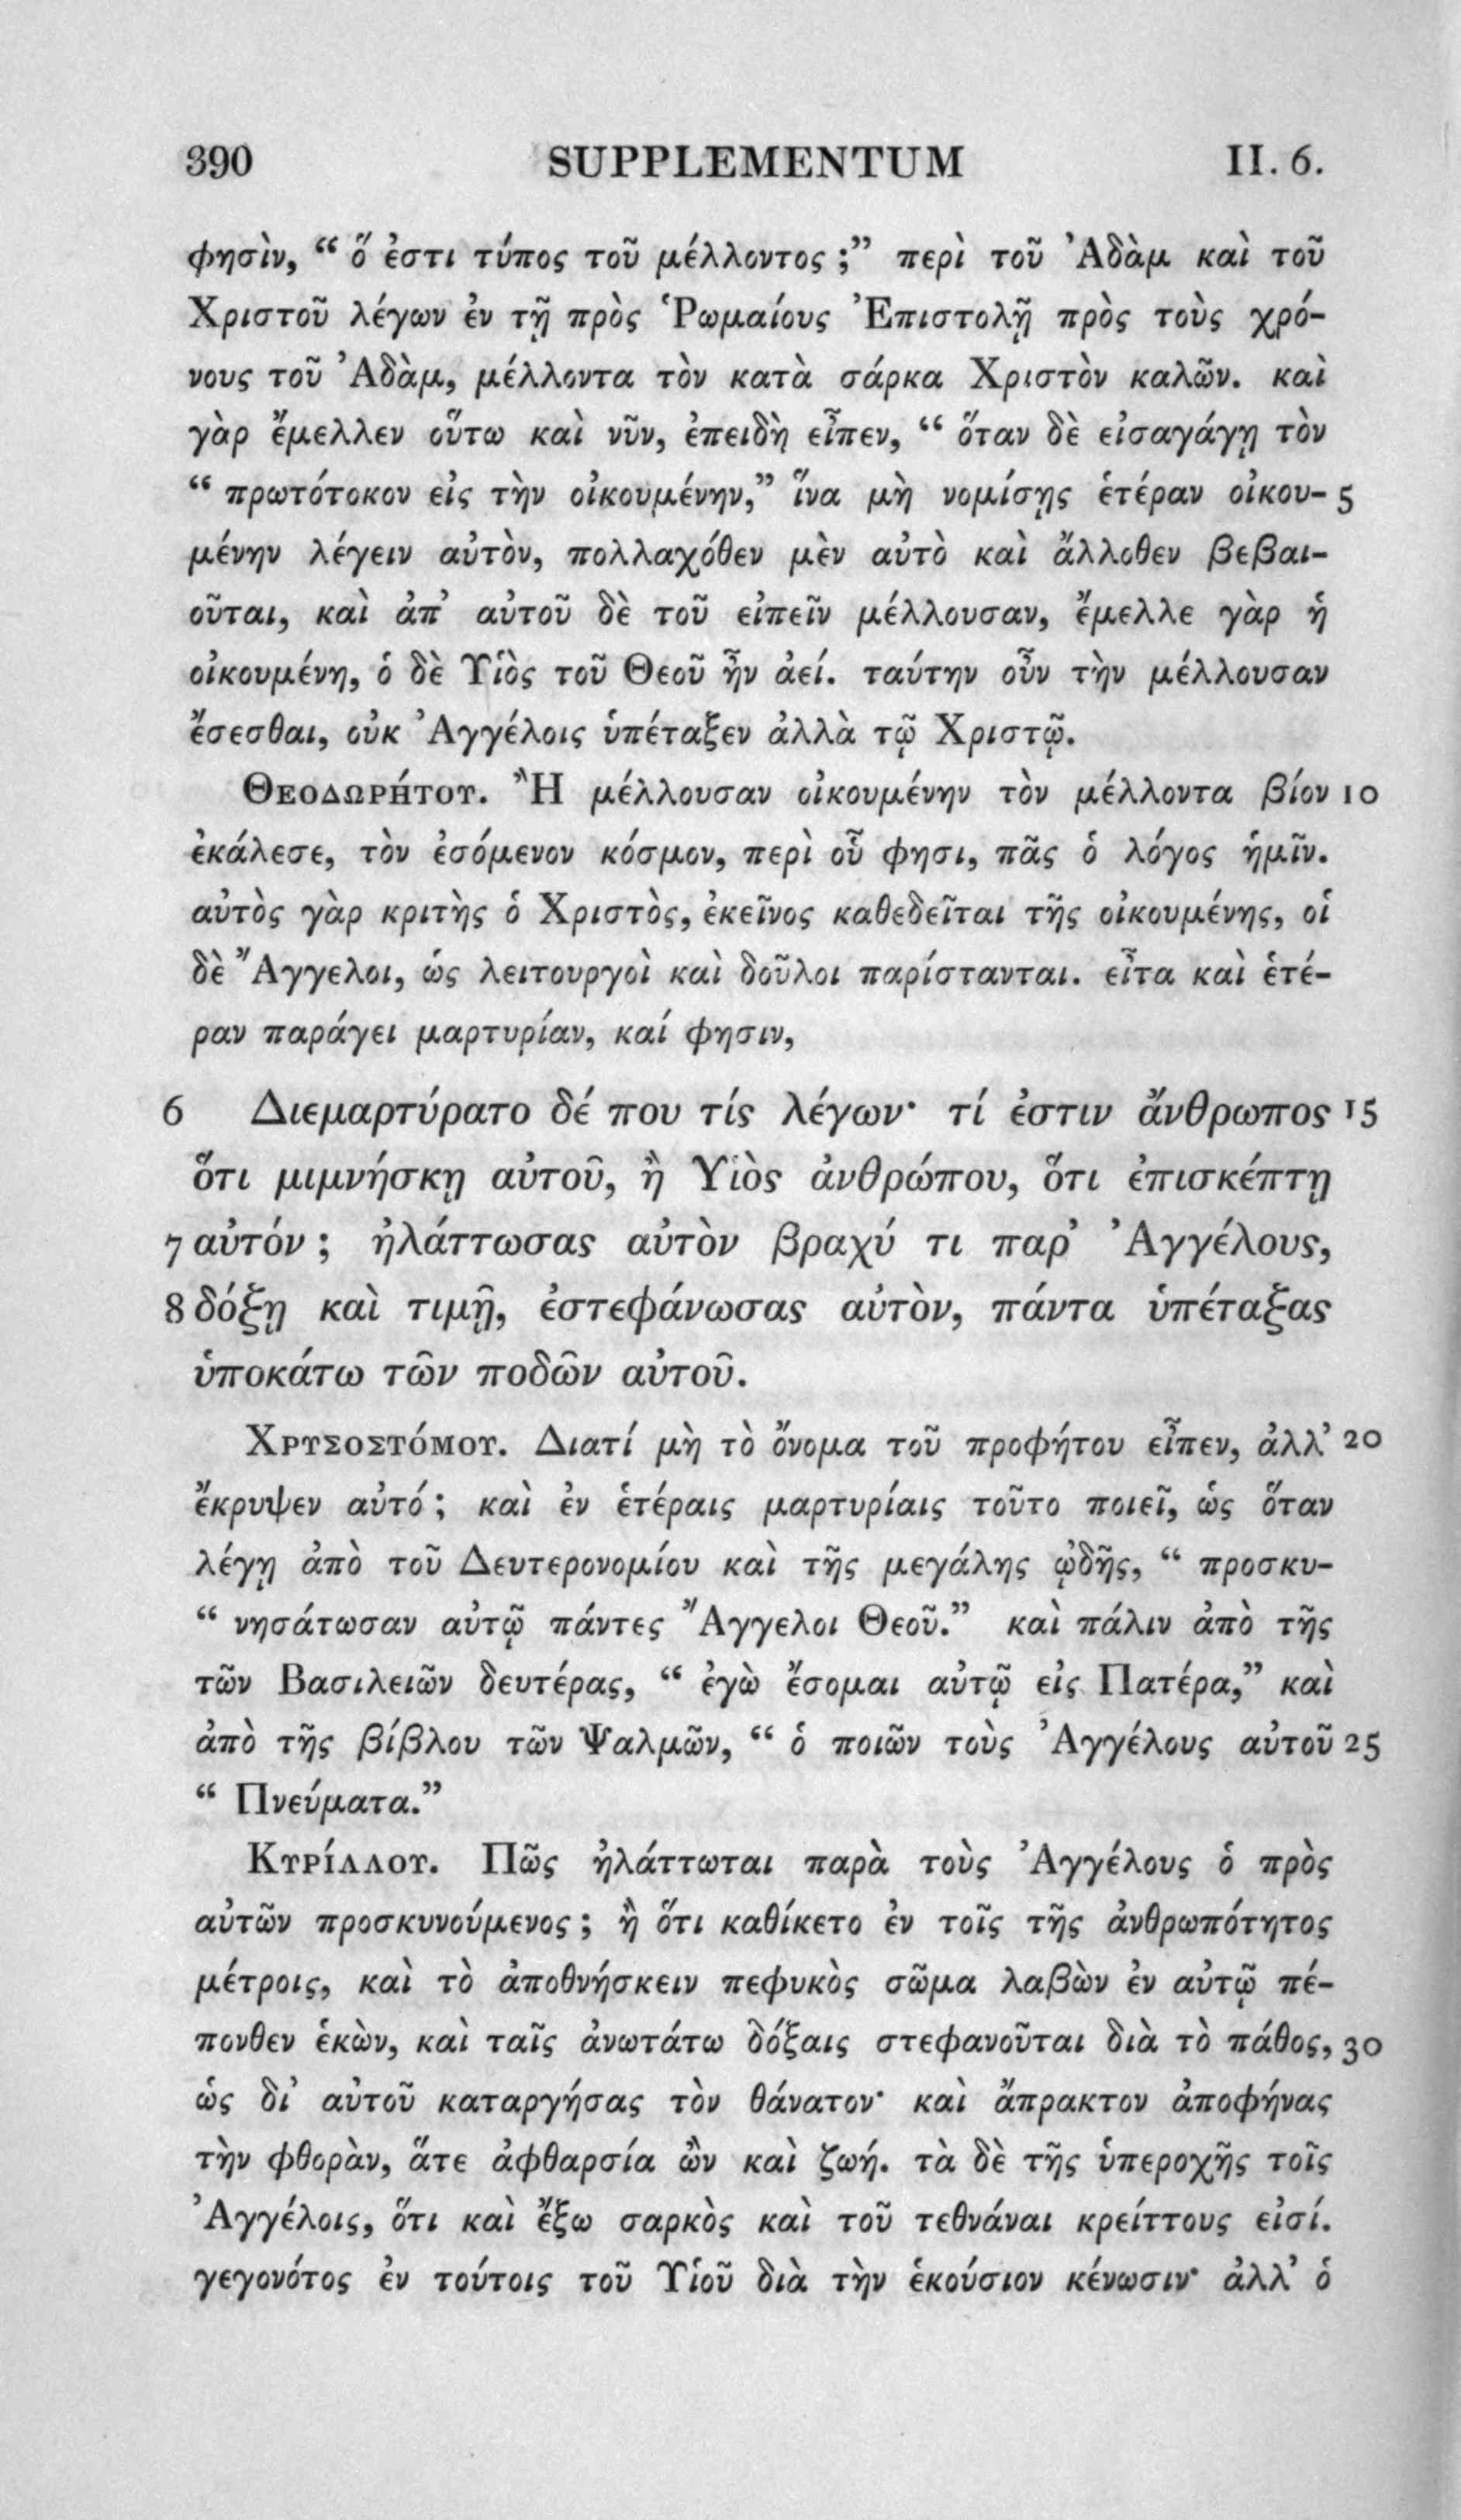 390 SUPPLEMENTUM II. 6.
φησὶν, “ ὅ ἐστι τύπος τοῦ μέλλοντος ;” περὶ τοῦ Ἀδὰμ καὶ τοῦ
Χριστοῦ λέγων ἐν τῇ πρὸς Ῥωμαίους Ἐπιστολῇ πρὸς τοὺς χρό-
νους τοῦ Ἀδὰμ, μέλλοντα τὸν κατὰ σάρκα Χριστὸν καλῶν. καὶ
γὰρ ἔμελλεν οὕτω καὶ νῦν, ἐπειδὴ εἶπεν, “ ὅταν δὲ εἰσαγάγῃ τὸν
“ πρωτότοκον εἰς τὴν οἰκουμένην,” ἵνα μὴ νομίσῃς ἑτέραν οἰκου- 5
μένην λέγειν αὐτὸν, πολλαχόθεν μὲν αὐτὸ καὶ ἄλλοθεν βεβαι-
οῦται, καὶ ἀπ’ αὐτοῦ δὲ τοῦ εἰπεῖν μέλλουσαν, ἔμελλε γὰρ ἡ
οἰκουμένη, ὁ δὲ Υἱὸς τοῦ Θεοῦ ἦν ἀεί. ταύτην οὖν τὴν μέλλουσαν
ἔσεσθαι, οὐκ Ἀγγέλοις ὑπέταξεν ἀλλὰ τῷ Χριστῷ.
ΘΕΟΔΩΡΉΤΟΥ. Ἢ μέλλουσαν οἰκουμένην τὸν μέλλοντα βίον 10
ἐκάλεσε, τὸν ἐσόμενον κόσμον, περὶ οὗ φησι, πᾶς ὁ λόγος ἡμῖν.
αὐτὸς γὰρ κριτὴς ὁ Χριστὸς, ἐκεῖνος καθεδεῖται τῆς οἰκουμένης, οἱ
δὲ Ἄγγελοι, ὡς λειτουργοὶ καὶ δοῦλοι παρίστανται. εἶτα καὶ ἑτέ-
ραν παράγει μαρτυρίαν, καί φησιν,
6 Διεμαρτύρατο δέ που τίς λέγων· τί ἐστιν ἄνθρωπος 15
ὅτι μιμνήσκῃ αὐτοῦ, ἢ Υἱὸς ἀνθρώπου, ὅτι ἐπισκέπτῃ
7 αὐτόν ; ἠλάττωσας αὐτὸν βραχύ τι παρ’ Ἀγγέλους,
8 δόξῃ καὶ τιμῇ, ἐστεφάνωσας αὐτὸν, πάντα ὑπέταξας
ὑποκάτω τῶν ποδῶν αὐτοῦ.
ΧΡΥΣΟΣΤΌΜΟΥ. Διατί μὴ τὸ ὄνομα τοῦ προφήτου εἶπεν, ἀλλ’ 20
ἔκρυψεν αὐτό ; καὶ ἐν ἑτέραις μαρτυρίαις τοῦτο ποιεῖ, ὡς ὅταν
λέγῃ ἀπὸ τοῦ Δευτερονομίου καὶ τῆς μεγάλης ᾠδῆς, “ προσκυ-
“ νησάτωσαν αὐτῷ πάντες Ἄγγελοι Θεοῦ.” καὶ πάλιν ἀπὸ τῆς
τῶν Βασιλειῶν δευτέρας, “ ἐγὼ ἔσομαι αὐτῷ εἰς Πατέρα,” καὶ
ἀπὸ τῆς βίβλου τῶν Ψαλμῶν, “ ὁ ποιῶν τοὺς Ἀγγέλους αὐτοῦ 25
“ Πνεύματα.”
ΚΥΡΊΛΛΟΥ. Πῶς ἠλάττωται παρὰ τοὺς Ἀγγέλους ὁ πρὸς
αὐτῶν προσκυνούμενος ; ἢ ὅτι καθίκετο ἐν τοῖς τῆς ἀνθρωπότητος
μέτροις, καὶ τὸ ἀποθνήσκειν πεφυκὸς σῶμα λαβὼν ἐν αὐτῷ πέ-
πονθεν ἑκὼν, καὶ ταῖς ἀνωτάτω δόξαις στεφανοῦται διὰ τὸ πάθος, 30
ὡς δι’ αὐτοῦ καταργήσας τὸν θάνατον· καὶ ἄπρακτον ἀποφήνας
τὴν φθορὰν, ἅτε ἀφθαρσία ὢν καὶ ζωή. τὰ δὲ τῆς ὑπεροχῆς τοῖς
Ἀγγέλοις, ὅτι καὶ ἔξω σαρκὸς καὶ τοῦ τεθνάναι κρείττους εἰσί.
γεγονότος ἐν τούτοις τοῦ Υἱοῦ διὰ τὴν ἑκούσιον κένωσιν· ἀλλ’ ὁ